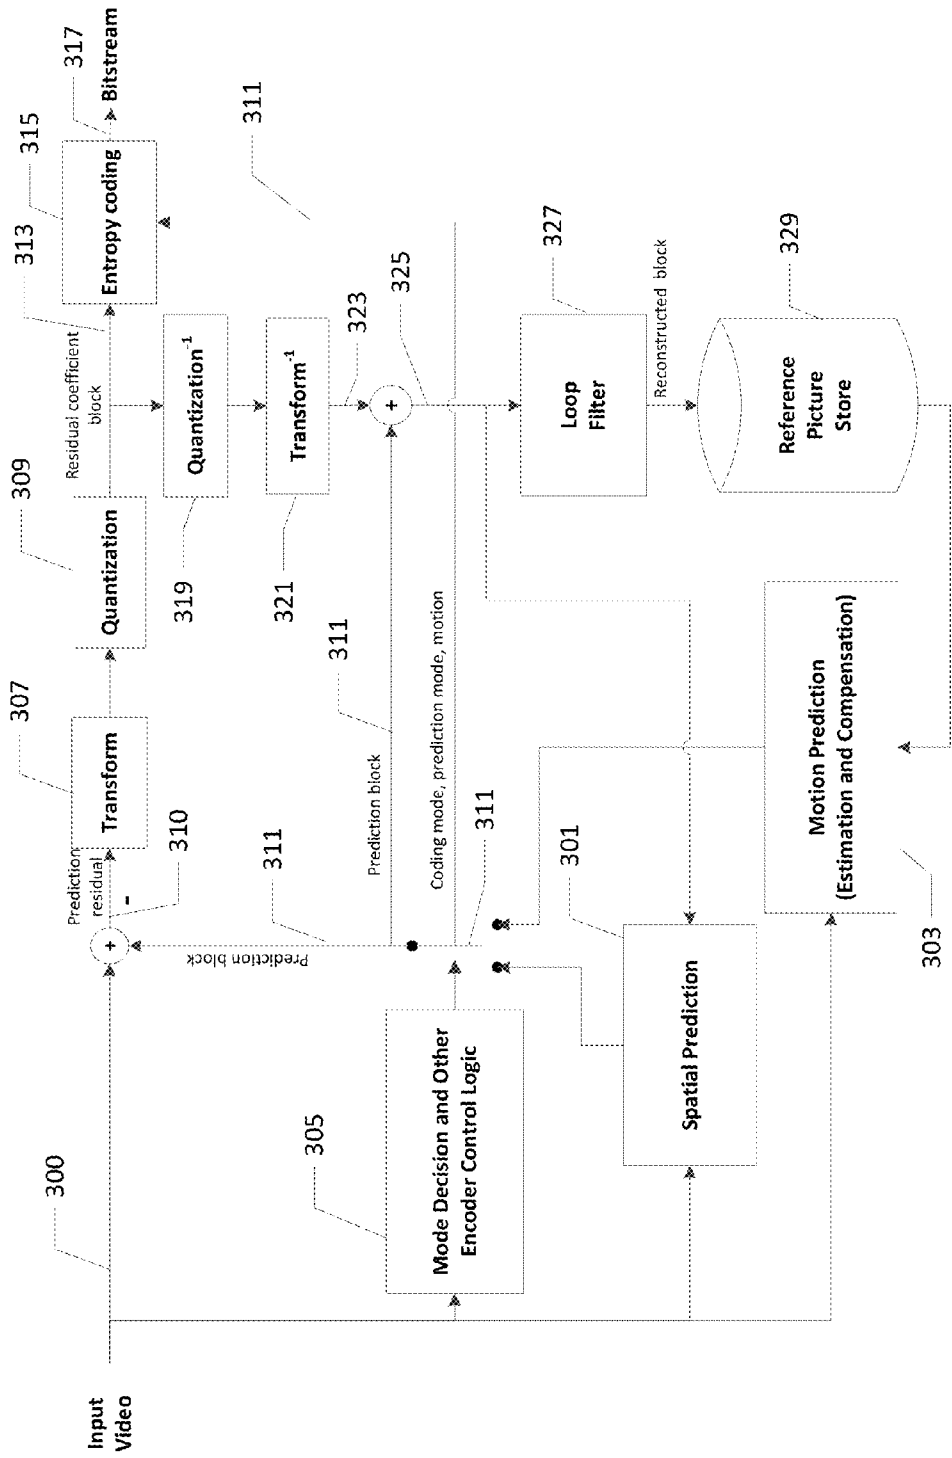 Input
Video
300
Prediction
residual
310
-
+
307
Transform
309
Quantization
Residual coefficient
block
313
315
Entropy coding
317
Bitstream
319
Quantization-1
321
Transform-1
323
+
325
311
311
Prediction block
311
Prediction block
311
Coding mode, prediction mode, motion
305
Mode Decision and Other
Encoder Control Logic
301
Spatial Prediction
303
Motion Prediction
(Estimation and Compensation)
327
Loop
Filter
Reconstructed block
329
Reference
Picture
Store